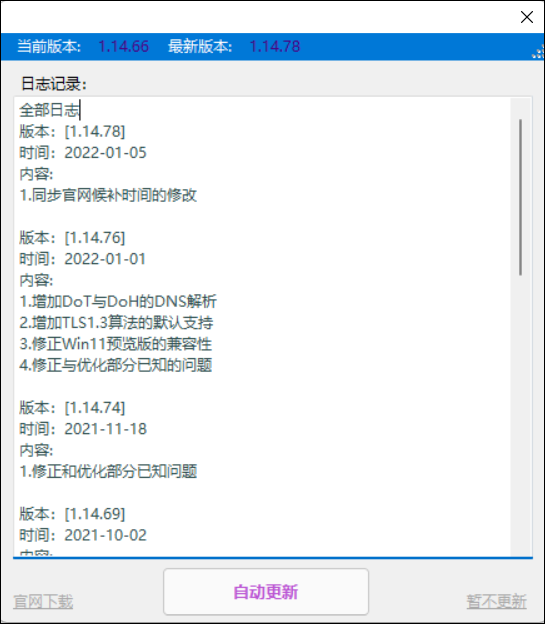 当前版本: 1.14.66 最新版本: 1.14.78
日志记录:
全部日志
版本: [1.14.78]
时间: 2022-01-05
内容:
1.同步官网候补时间的修改
版本: [1.14.76]
时间: 2022-01-01
内容:
1.增加DoT与DoH的DNS解析
2.增加TLS1.3算法的默认支持
3.修正Win11预览版的兼容性
4.修正与优化部分已知的问题
版本: [1.14.74]
时间: 2021-11-18
内容:
1.修正和优化部分已知问题
版本: [1.14.69]
时间: 2021-10-02
内容:
官网下载 自动更新 暂不更新